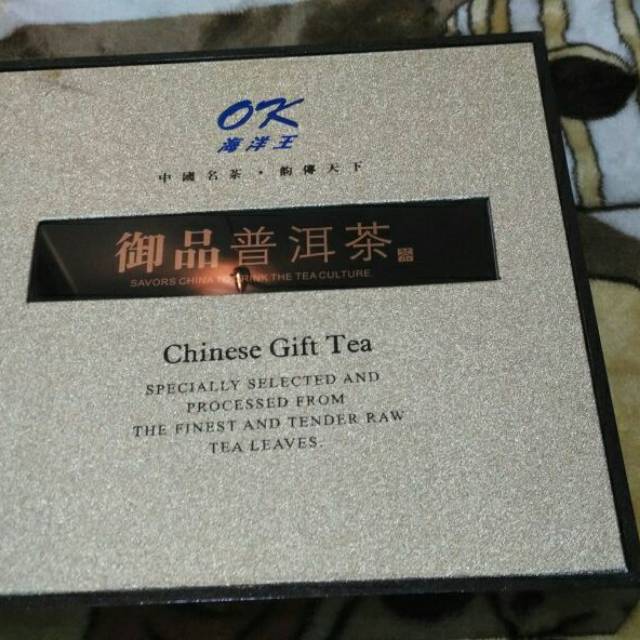 OK
海洋王
中國名茶·韵傳天下
御品普洱茶
SAVORS CHINA THE TEA CULTURE
Chinese Gift Tea
SPECIALLY SELECTED AND
PROCESSED FROM
THE FINEST AND TENDER RAW
TEA LEAVES.